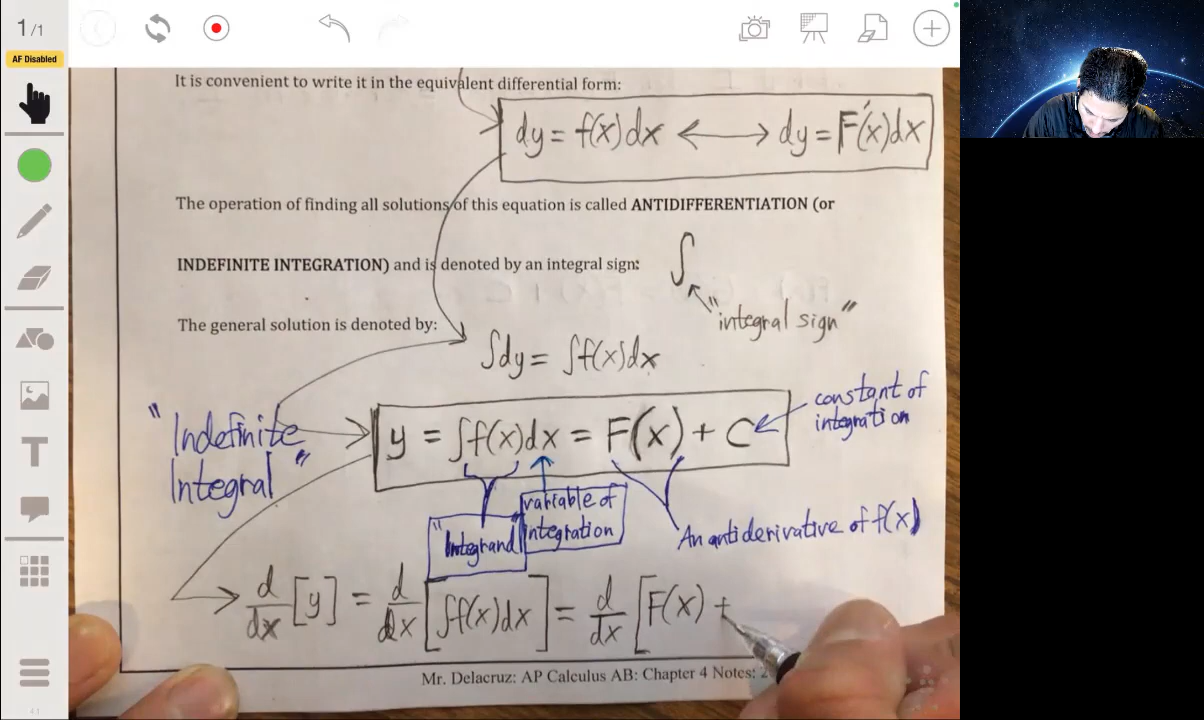 1/1
AF Disabled
It is convenient to write it in the equivalent differential form:
dy = f(x)dx ⟷ dy = F'(x)dx
The operation of finding all solutions of this equation is called ANTIDIFFERENTIATION (or
INDEFINITE INTEGRATION) and is denoted by an integral sign:
∫
"integral sign"
The general solution is denoted by:
∫dy = ∫f(x)dx
constant of
integration
"Indefinite
Integral"
y = ∫f(x)dx = F(x) + C
"Integrand"
variable of
integration
An antiderivative of f(x)
d/dx [y] = d/dx [∫f(x)dx] = d/dx [F(x) +
Mr. Delacruz: AP Calculus AB: Chapter 4 Notes: 2
T